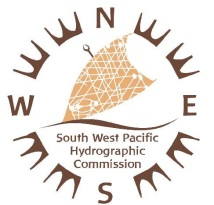 N
W E
South West Pacific
Hydrographic
Commission
S